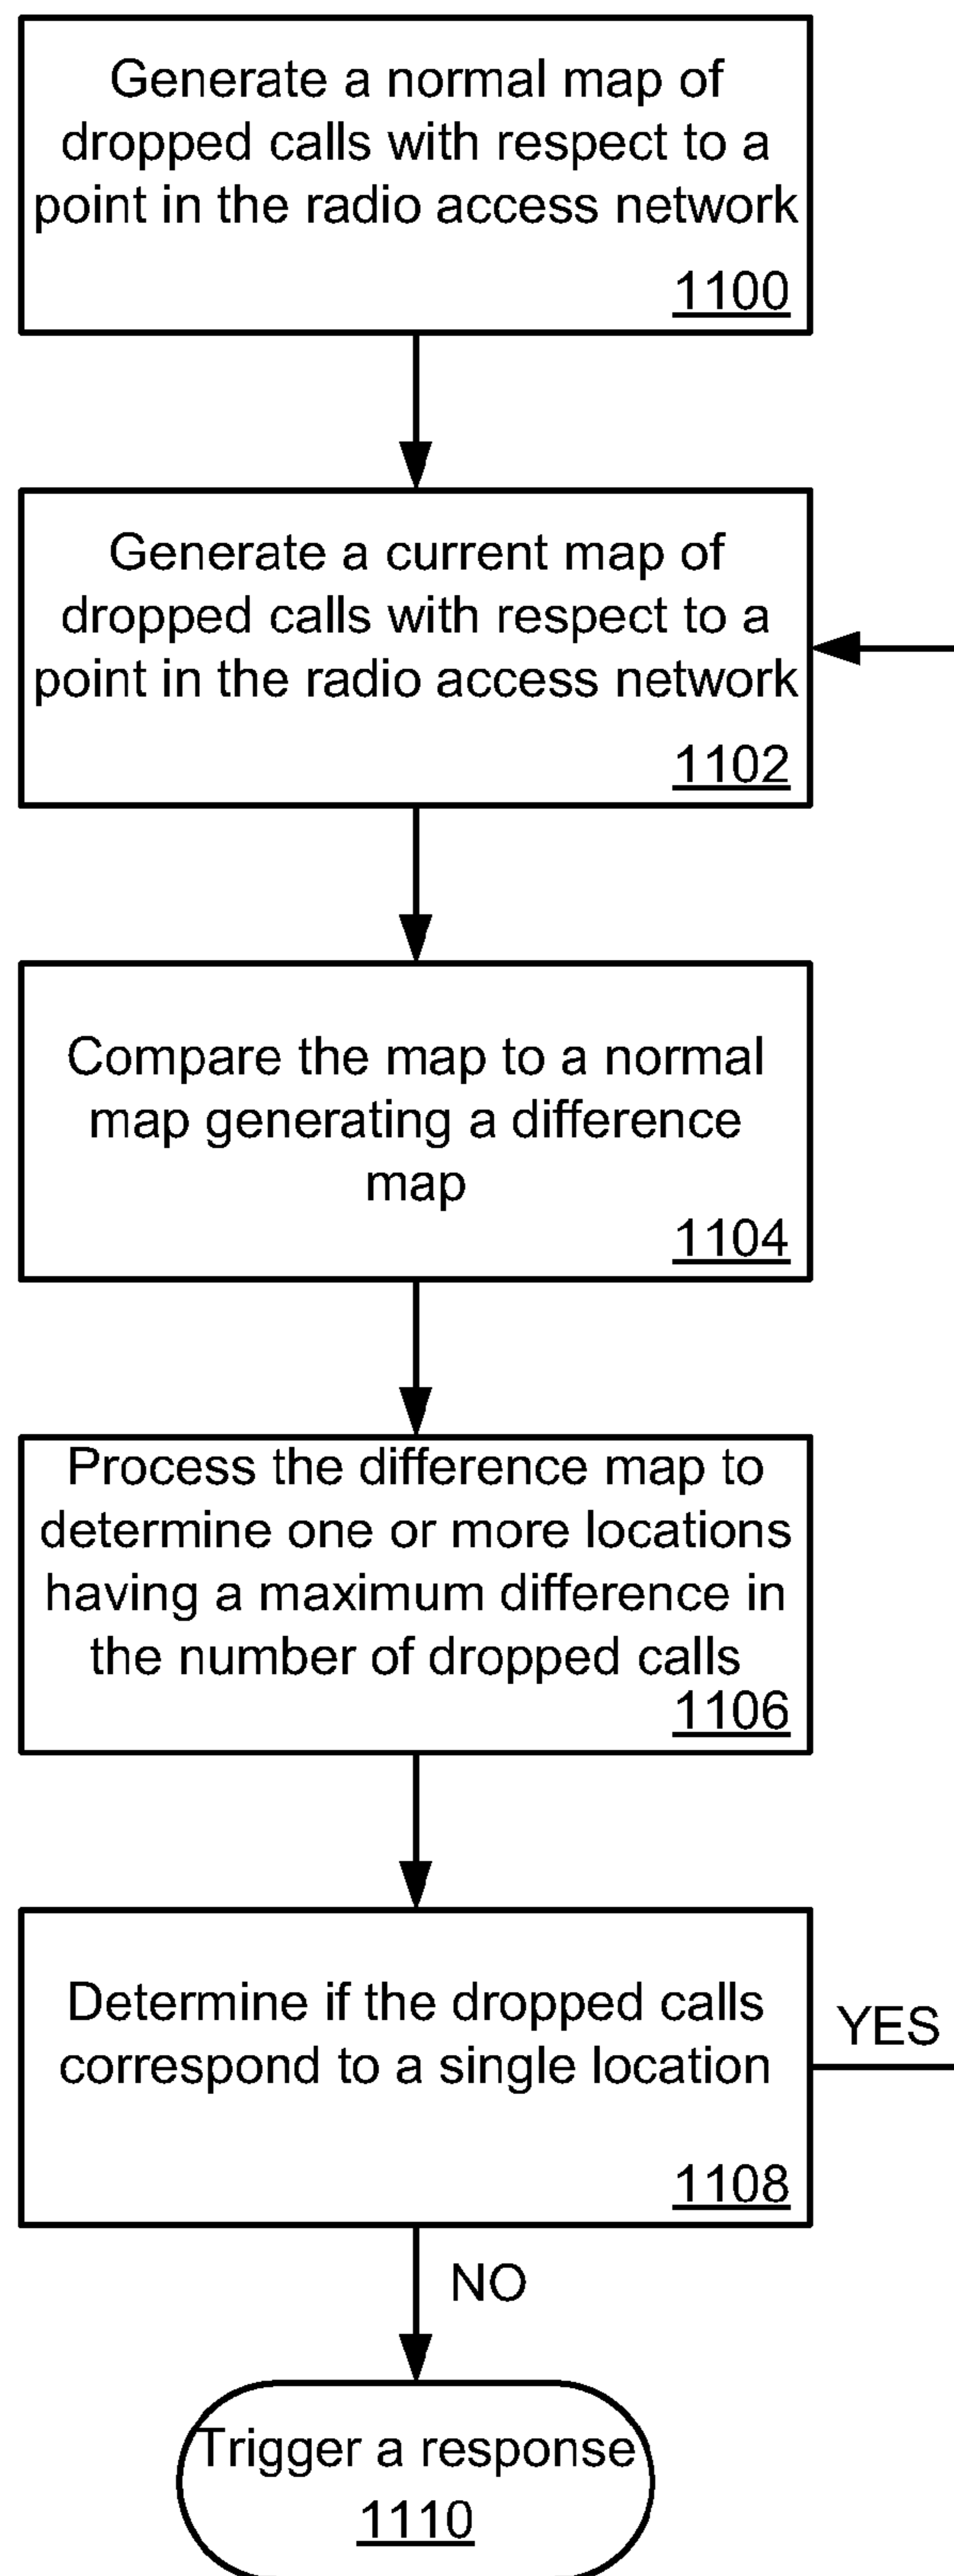 Generate a normal map of
dropped calls with respect to a
point in the radio access network
1100
Generate a current map of
dropped calls with respect to a
point in the radio access network
1102
Compare the map to a normal
map generating a difference
map
1104
Process the difference map to
determine one or more locations
having a maximum difference in
the number of dropped calls
1106
Determine if the dropped calls
correspond to a single location
YES
1108
NO
Trigger a response
1110